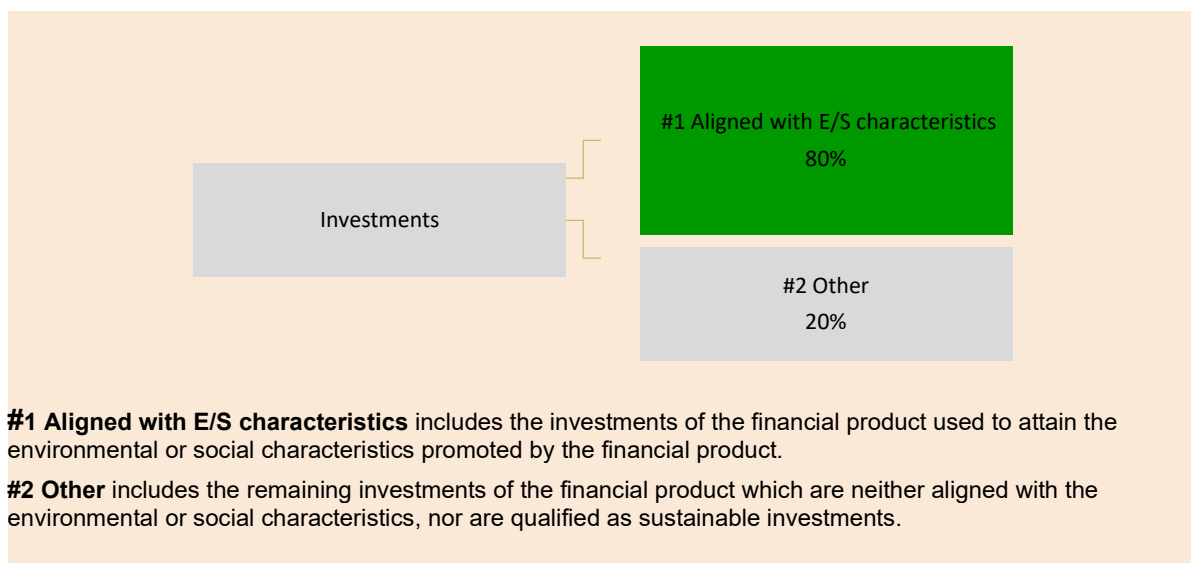 #1 Aligned with E/S characteristics
80%
Investments
#2 Other
20%
#1 Aligned with E/S characteristics includes the investments of the financial product used to attain the
environmental or social characteristics promoted by the financial product.
#2 Other includes the remaining investments of the financial product which are neither aligned with the
environmental or social characteristics, nor are qualified as sustainable investments.